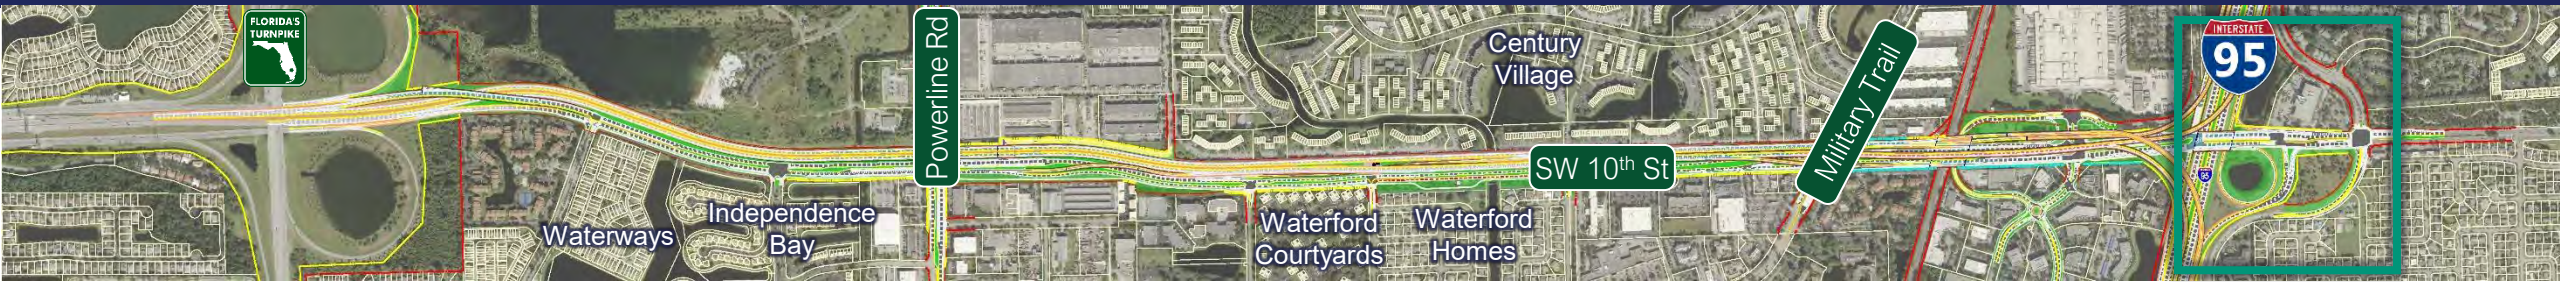 FLORIDA'S
TURNPIKE
Waterways
Independence
Bay
Powerline Rd
Waterford
Courtyards
Waterford
Homes
Century
Village
SW 10th St
Military Trail
INTERSTATE
95
95